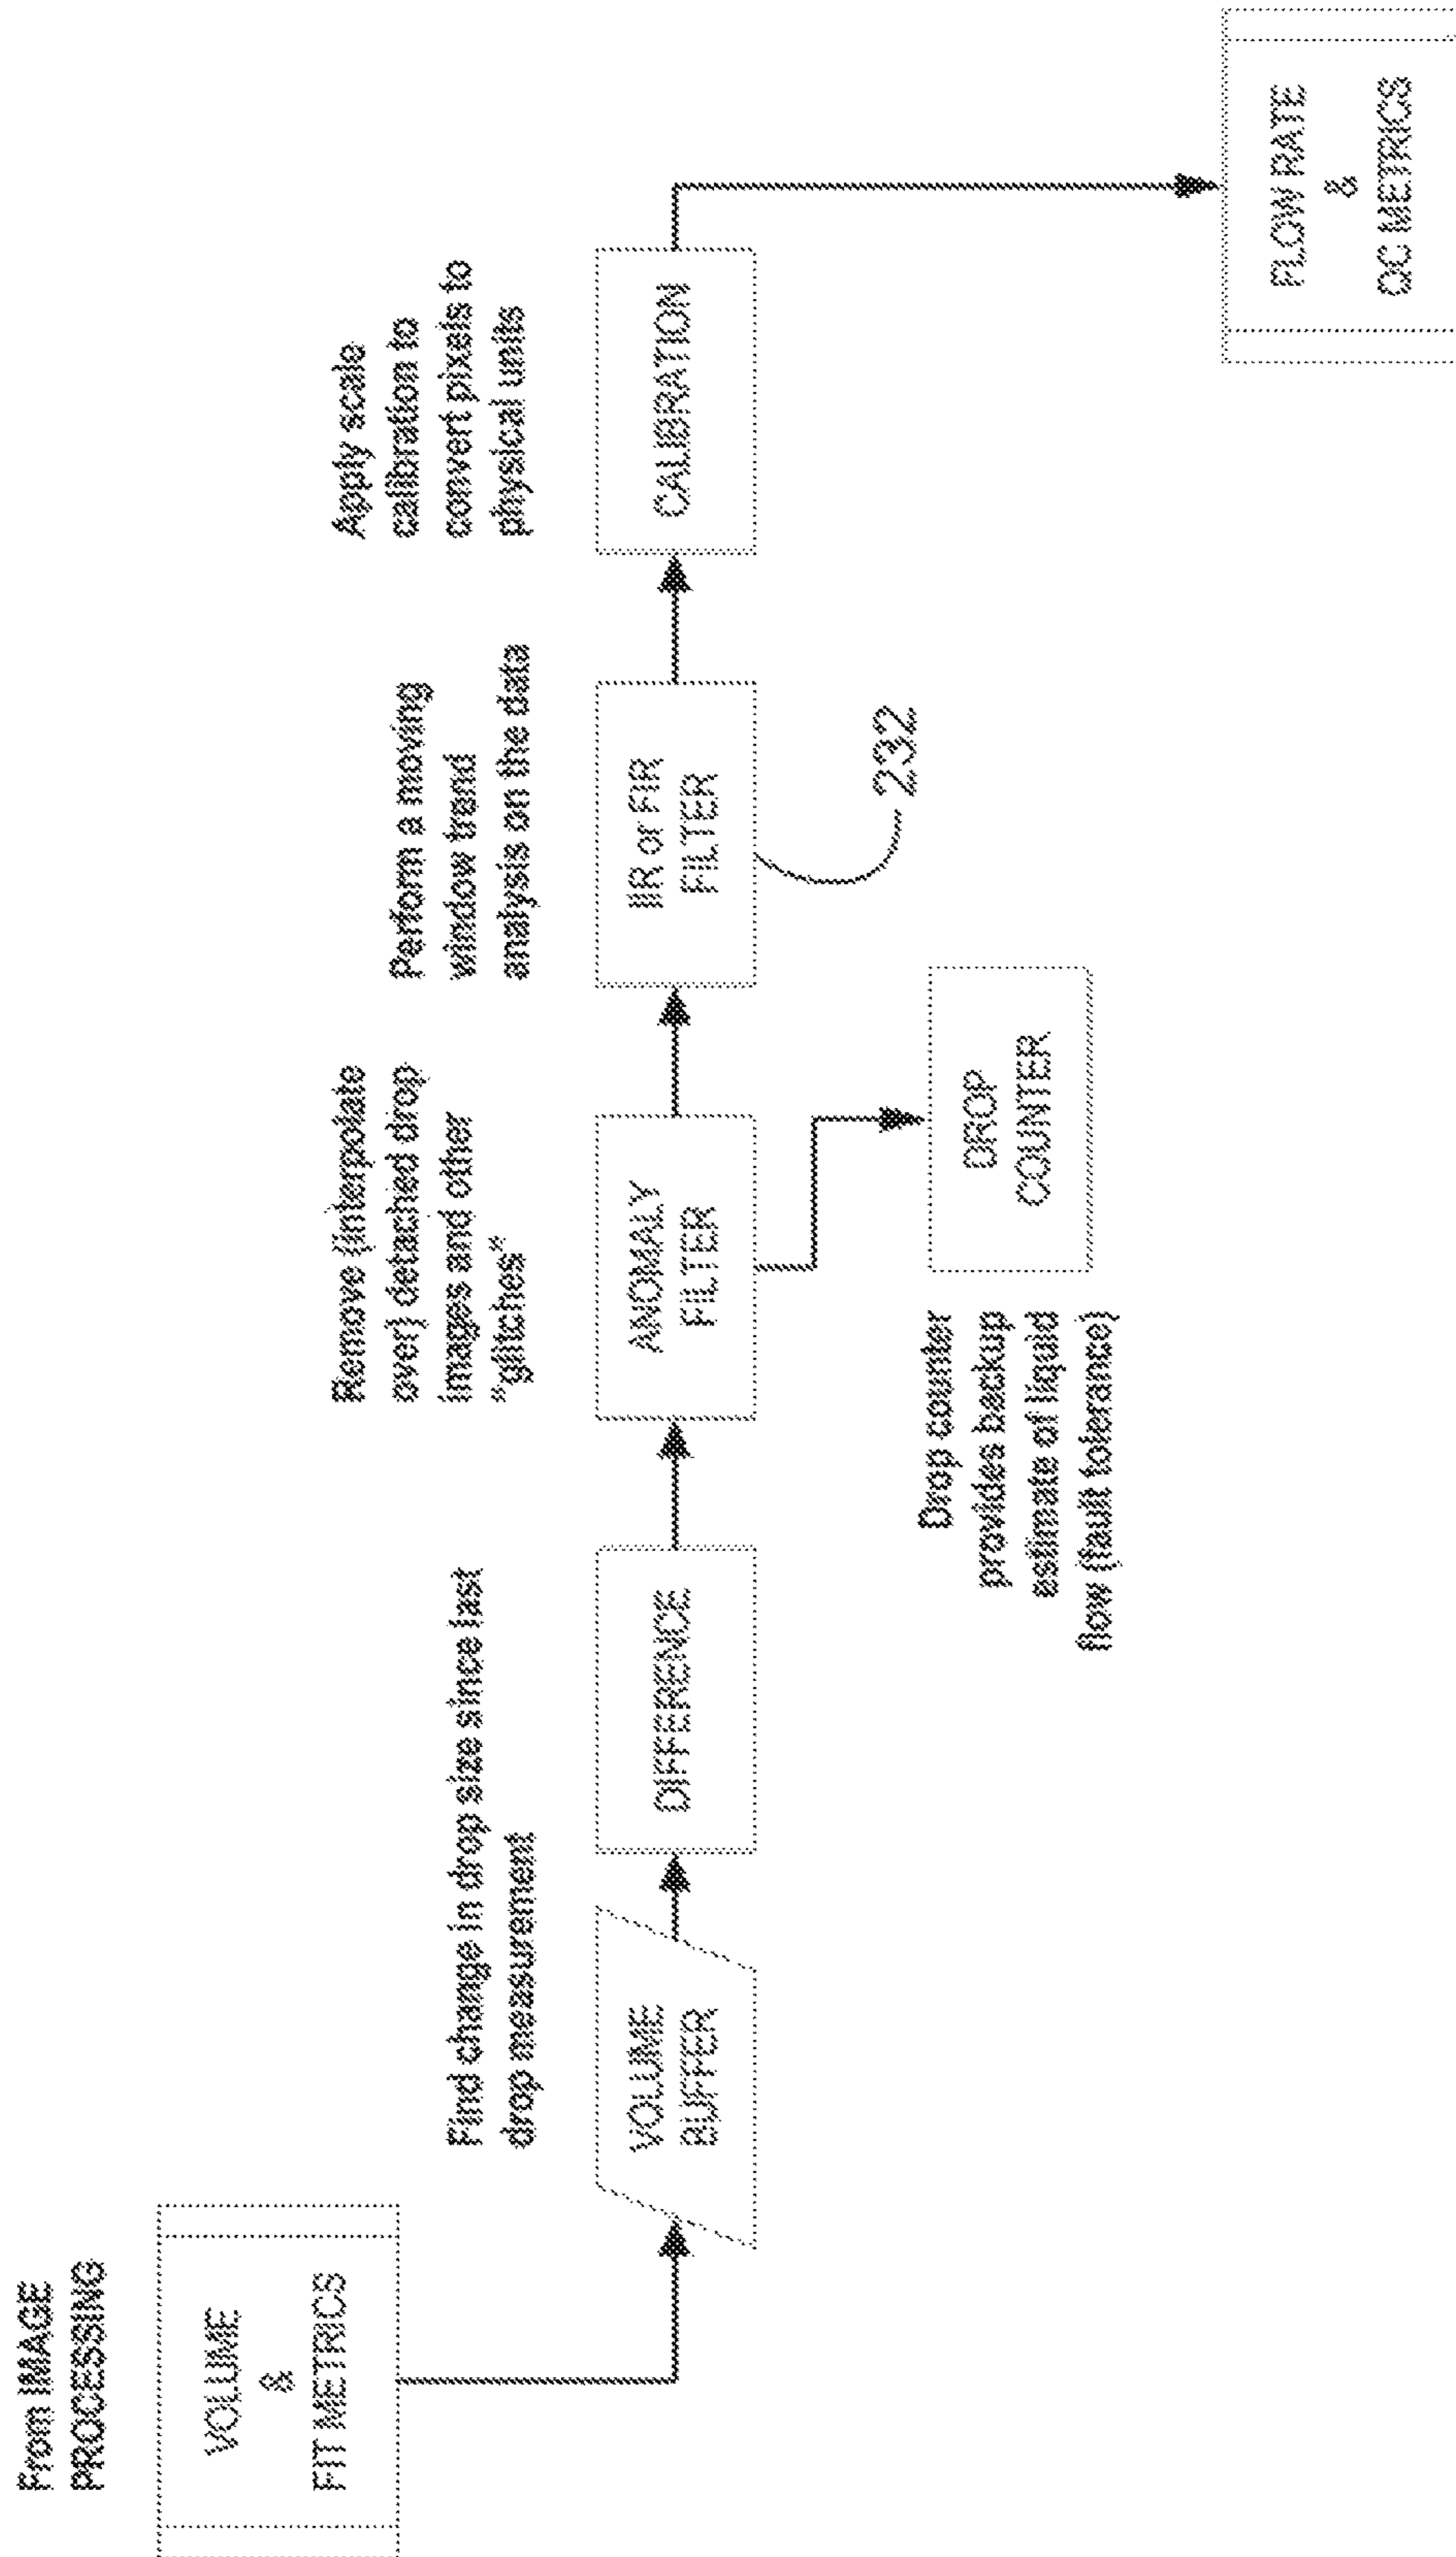 From IMAGE
PROCESSING
VOLUME
&
FIT METRICS
Find change in drop size since last
drop measurement
VOLUME
BUFFER
DIFFERENCE
Remove (interpolate
over) detached drop
images and other
"glitches"
ANOMALY
FILTER
Drop counter
provides backup
estimate of liquid
flow (fault tolerance)
DROP
COUNTER
Perform a moving
window trend
analysis on the data
IIR or FIR
FILTER
232
Apply scale
calibration to
convert pixels to
physical units
CALIBRATION
FLOW RATE
&
QC METRICS